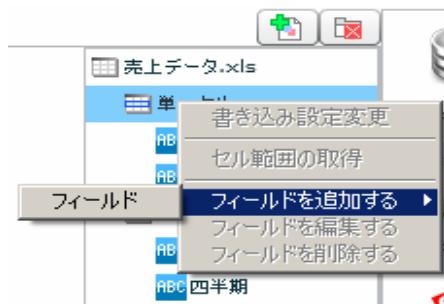 売上データ.xls
単
書き込み設定変更
セル範囲の取得
フィールド
フィールドを追加する
フィールドを編集する
フィールドを削除する
ABC 四半期